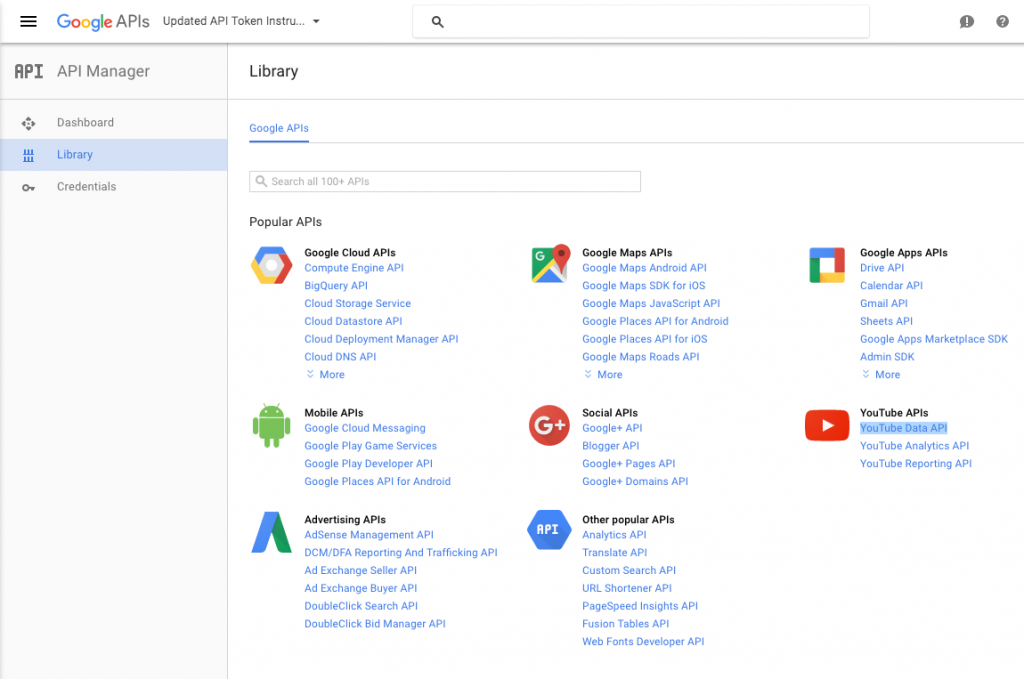 Google APIs Updated API Token Instru...
API API Manager
Library
Dashboard
Library
Credentials
Google APIs
Search all 100+ APIs
Popular APIs
Google Cloud APIs
Compute Engine API
BigQuery API
Cloud Storage Service
Cloud Datastore API
Cloud Deployment Manager API
Cloud DNS API
More
G
Google Maps APIs
Google Maps Android API
Google Maps SDK for iOS
Google Maps JavaScript API
Google Places API for Android
Google Places API for iOS
Google Maps Roads API
More
Google Apps APIs
Drive API
Calendar API
Gmail API
Sheets API
Google Apps Marketplace SDK
Admin SDK
More
Mobile APIs
Google Cloud Messaging
Google Play Game Services
Google Play Developer API
Google Places API for Android
G+
Social APIs
Google+ API
Blogger API
Google+ Pages API
Google+ Domains API
YouTube APIs
YouTube Data API
YouTube Analytics API
YouTube Reporting API
Advertising APIs
AdSense Management API
DCM/DFA Reporting And Trafficking API
Ad Exchange Seller API
Ad Exchange Buyer API
DoubleClick Search API
DoubleClick Bid Manager API
API
Other popular APIs
Analytics API
Translate API
Custom Search API
URL Shortener API
PageSpeed Insights API
Fusion Tables API
Web Fonts Developer API